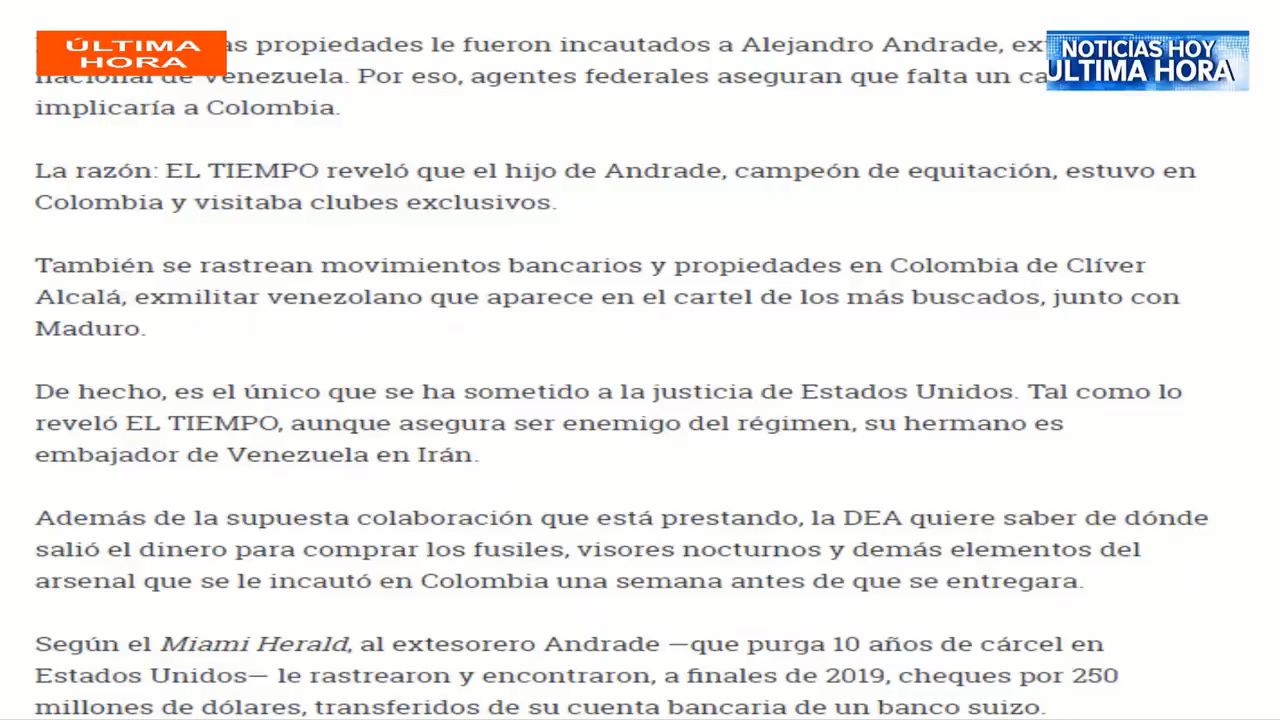 ÚLTIMA
HORA
NOTICIAS HOY
ULTIMA HORA
as propiedades le fueron incautados a Alejandro Andrade, ex
nacional de Venezuela. Por eso, agentes federales aseguran que falta un ca
implicaría a Colombia.
La razón: EL TIEMPO reveló que el hijo de Andrade, campeón de equitación, estuvo en
Colombia y visitaba clubes exclusivos.
También se rastrean movimientos bancarios y propiedades en Colombia de Clíver
Alcalá, exmilitar venezolano que aparece en el cartel de los más buscados, junto con
Maduro.
De hecho, es el único que se ha sometido a la justicia de Estados Unidos. Tal como lo
reveló EL TIEMPO, aunque asegura ser enemigo del régimen, su hermano es
embajador de Venezuela en Irán.
Además de la supuesta colaboración que está prestando, la DEA quiere saber de dónde
salió el dinero para comprar los fusiles, visores nocturnos y demás elementos del
arsenal que se le incautó en Colombia una semana antes de que se entregara.
Según el Miami Herald, al extesorero Andrade —que purga 10 años de cárcel en
Estados Unidos— le rastrearon y encontraron, a finales de 2019, cheques por 250
millones de dólares, transferidos de su cuenta bancaria de un banco suizo.